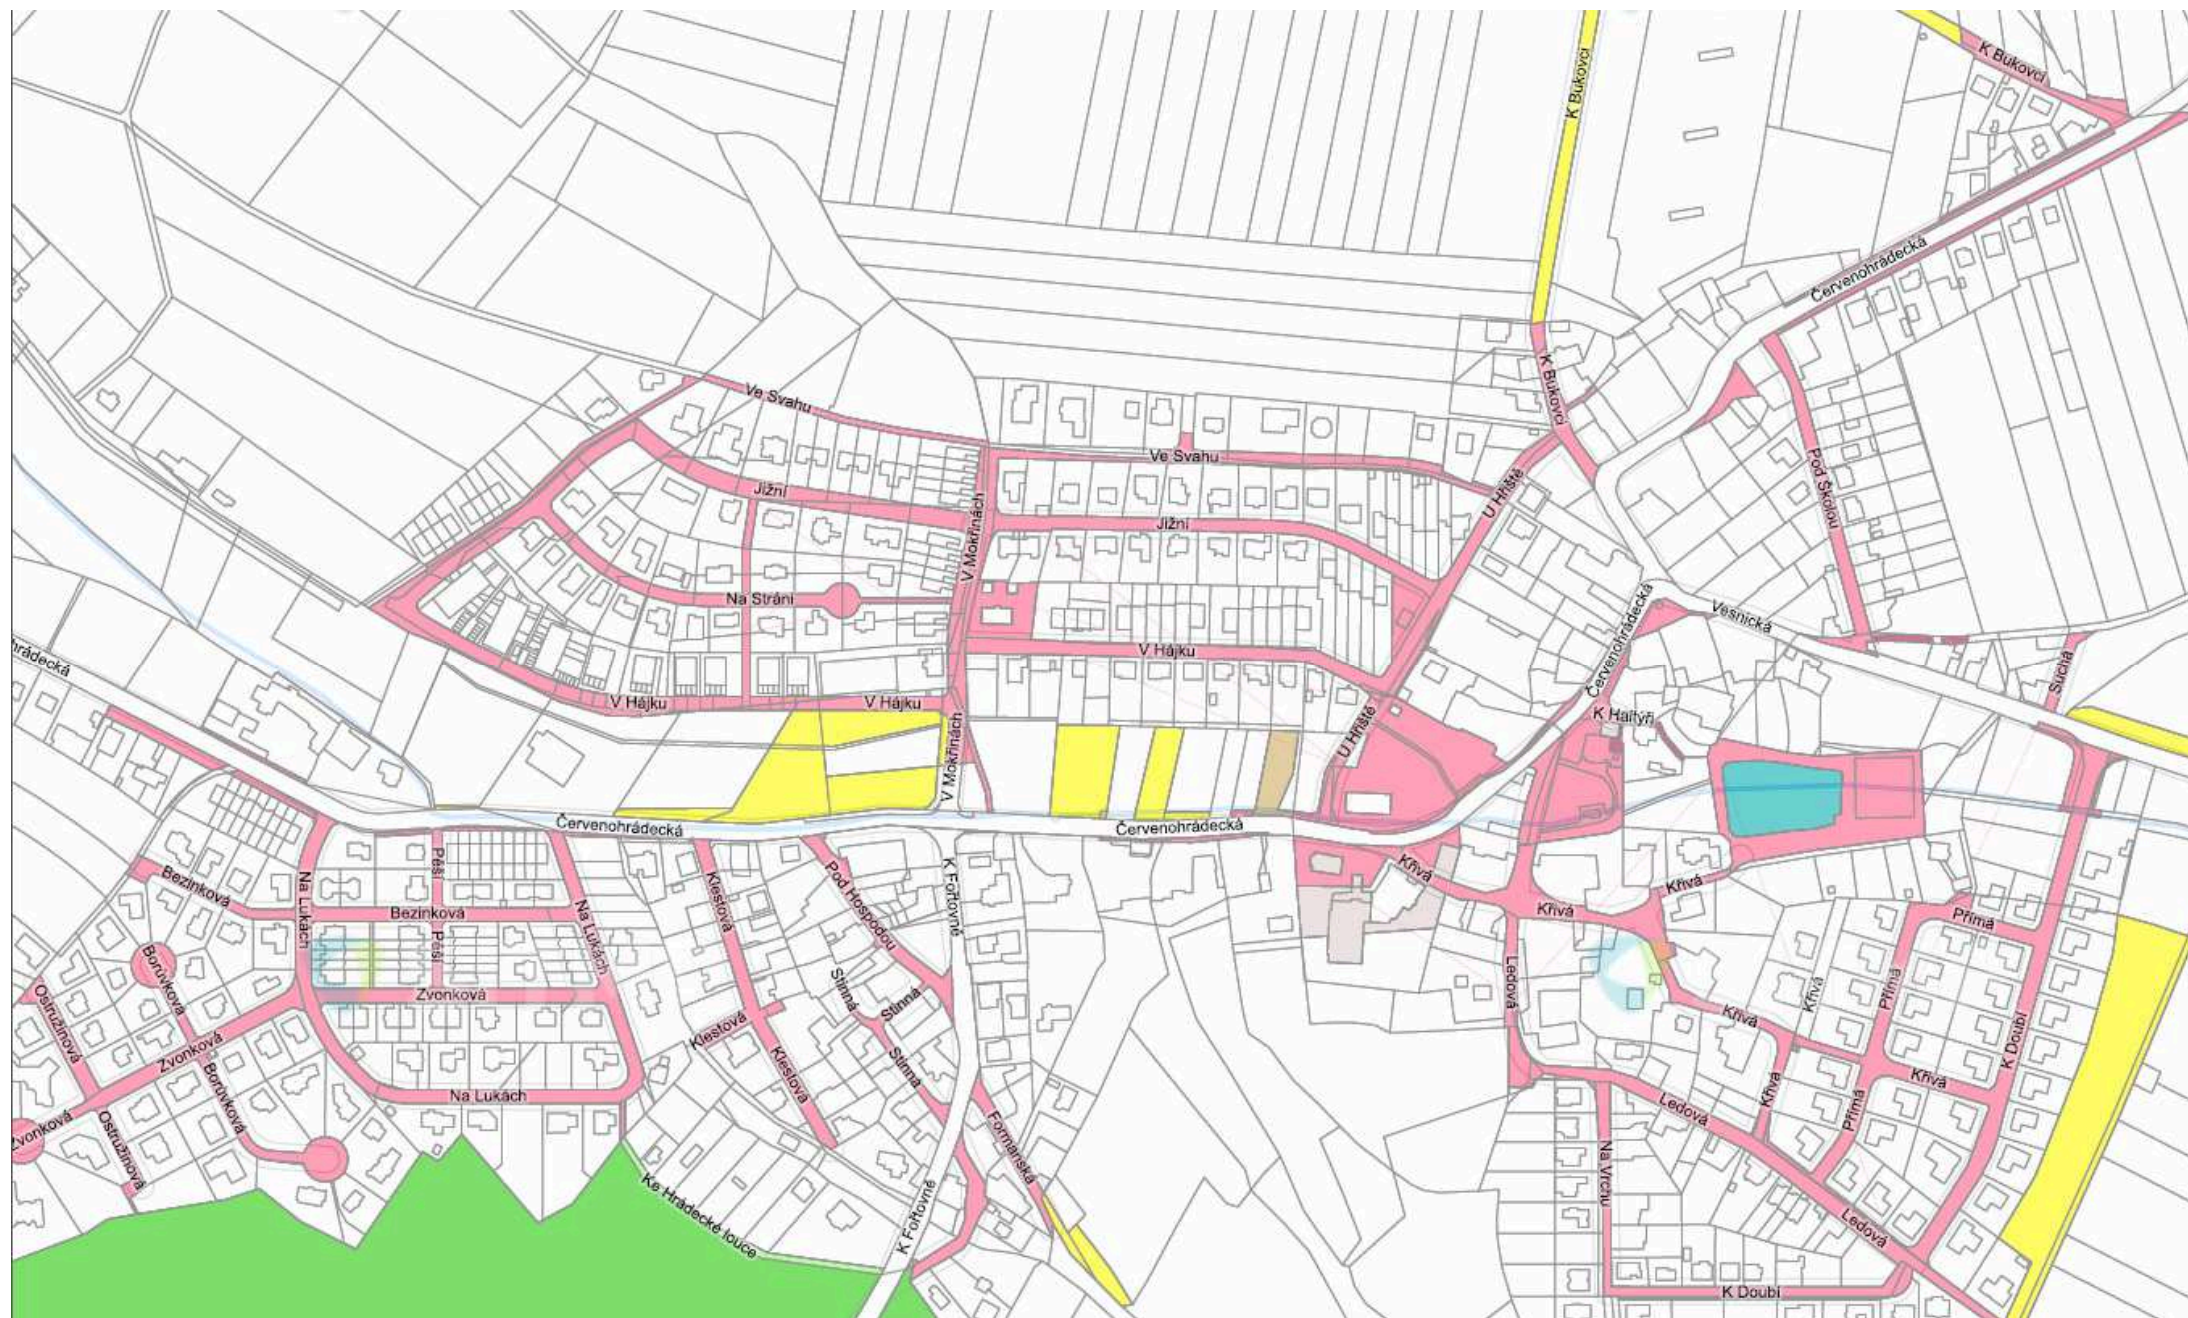 K Bukovci
K Bukovci
Červenohrádecká
K Bukovci
Ve Svahu
Ve Svahu
U Hřiště
Pod Školou
Jižní
Jižní
V Mokřinách
Na Stráni
Červenohrádecká
Vesnická
V Hájku
hrádecká
Suchá
V Hájku
V Hájku
K Haltýři
U Hřiště
V Mokřinách
Červenohrádecká
Červenohrádecká
Pěší
Křivá
Bezinková
Na Lukách
Klestová
Pod Hospodou
K Fořtovně
Křivá
Bezinková
Na Lukách
Křivá
Přímá
Pěší
Borůvková
Zvonková
Stinná
Stinná
Ledová
Křivá
Přímá
Ostružinová
Klestová
Křivá
K Doubí
Zvonková
Borůvková
Stinná
Klestová
Křivá
Na Lukách
Křivá
Ledová
Přímá
Zvonková
Ostružinová
Formanská
Na Vrchu
Ke Hrádecké louce
K Fořtovně
Ledová
K Doubí